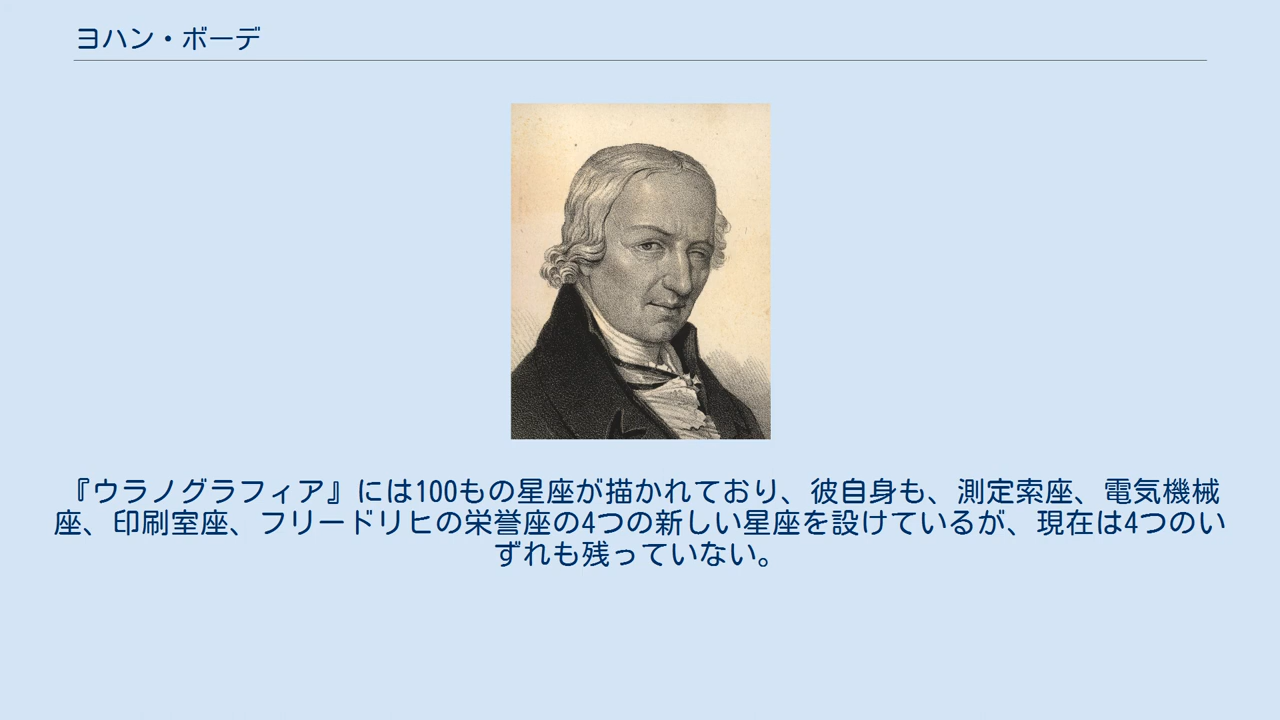 ヨハン・ボーデ
『ウラノグラフィア』には100もの星座が描かれており、彼自身も、測定索座、電気機械
座、印刷室座、フリードリヒの栄誉座の4つの新しい星座を設けているが、現在は4つのい
ずれも残っていない。